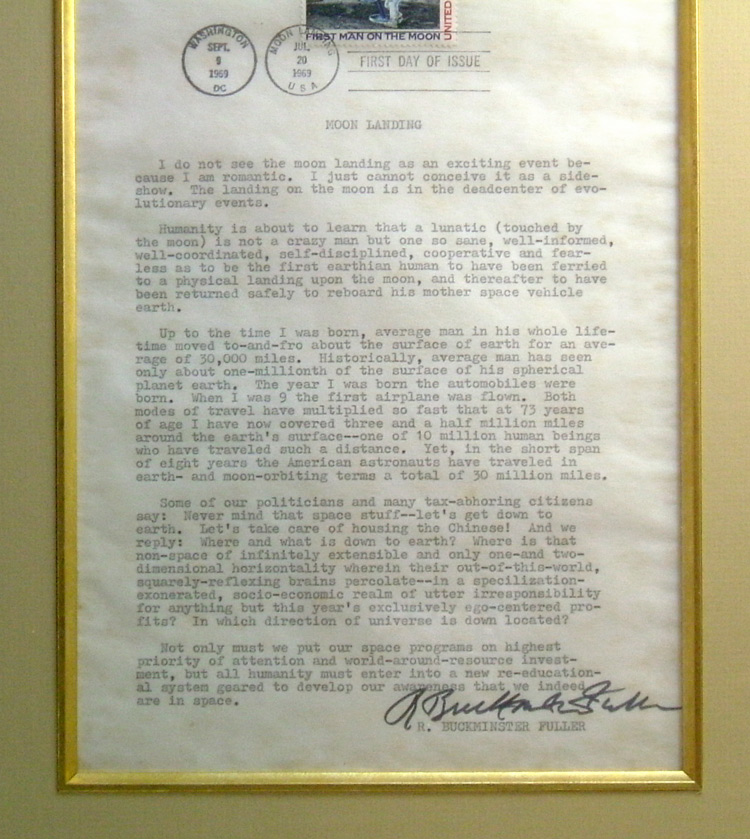 FIRST MAN ON THE MOON
UNITED
WASHINGTON
SEPT.
9
1969
DC
MOON LANDING
JUL
20
1969
USA
FIRST DAY OF ISSUE
MOON LANDING
I do not see the moon landing as an exciting event be-
cause I am romantic. I just cannot conceive it as a side-
show. The landing on the moon is in the deadcenter of evo-
lutionary events.
Humanity is about to learn that a lunatic (touched by
the moon) is not a crazy man but one so sane, well-informed,
well-coordinated, self-disciplined, cooperative and fear-
less as to be the first earthian human to have been ferried
to a physical landing upon the moon, and thereafter to have
been returned safely to reboard his mother space vehicle
earth.
Up to the time I was born, average man in his whole life-
time moved to-and-fro about the surface of earth for an ave-
rage of 30,000 miles. Historically, average man has seen
only about one-millionth of the surface of his spherical
planet earth. The year I was born the automobiles were
born. When I was 9 the first airplane was flown. Both
modes of travel have multiplied so fast that at 73 years
of age I have now covered three and a half million miles
around the earth's surface--one of 10 million human beings
who have traveled such a distance. Yet, in the short span
of eight years the American astronauts have traveled in
earth- and moon-orbiting terms a total of 30 million miles.
Some of our politicians and many tax-abhoring citizens
say: Never mind that space stuff--let's get down to
earth. Let's take care of housing the Chinese! And we
reply: Where and what is down to earth? Where is that
non-space of infinitely extensible and only one-and two-
dimensional horizontality wherein their out-of-this-world,
squarely-reflexing brains percolate--in a specilization-
exonerated, socio-economic realm of utter irresponsibility
for anything but this year's exclusively ego-centered pro-
fits? In which direction of universe is down located?
Not only must we put our space programs on highest
priority of attention and world-around-resource invest-
ment, but all humanity must enter into a new re-education-
al system geared to develop our awareness that we indeed
are in space.
R Buckminster Fuller
R. BUCKMINSTER FULLER